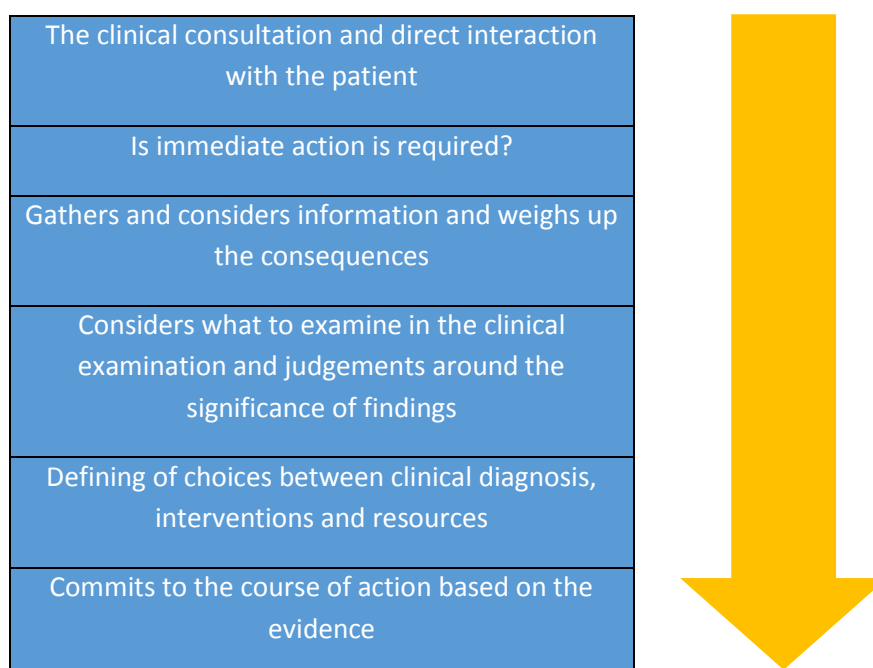 The clinical consultation and direct interaction
with the patient
Is immediate action is required?
Gathers and considers information and weighs up
the consequences
Considers what to examine in the clinical
examination and judgements around the
significance of findings
Defining of choices between clinical diagnosis,
interventions and resources
Commits to the course of action based on the
evidence